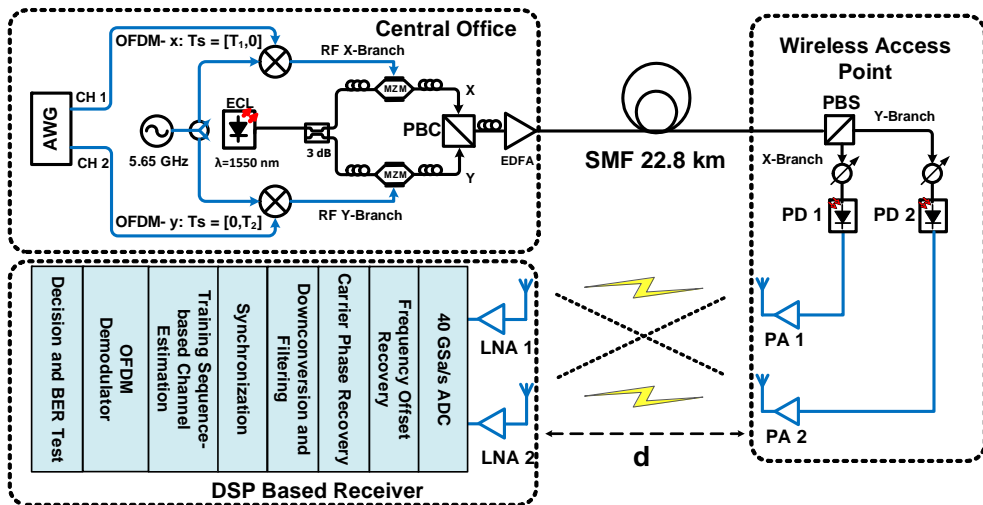 Central Office
OFDM- x: Ts = [T₁,0]
RF X-Branch
CH 1
AWG
CH 2
5.65 GHz
ECL
λ=1550 nm
3 dB
MZM
X
PBC
EDFA
MZM
Y
RF Y-Branch
OFDM- y: Ts = [0,T₂]
SMF 22.8 km
Wireless Access
Point
PBS
Y-Branch
X-Branch
PD 1
PD 2
PA 1
PA 2
d
LNA 1
LNA 2
40 GSa/s ADC
Frequency Offset
Recovery
Carrier Phase Recovery
Downconversion and
Filtering
Synchronization
Training Sequence-
based Channel
Estimation
OFDM
Demodulator
Decision and BER Test
DSP Based Receiver